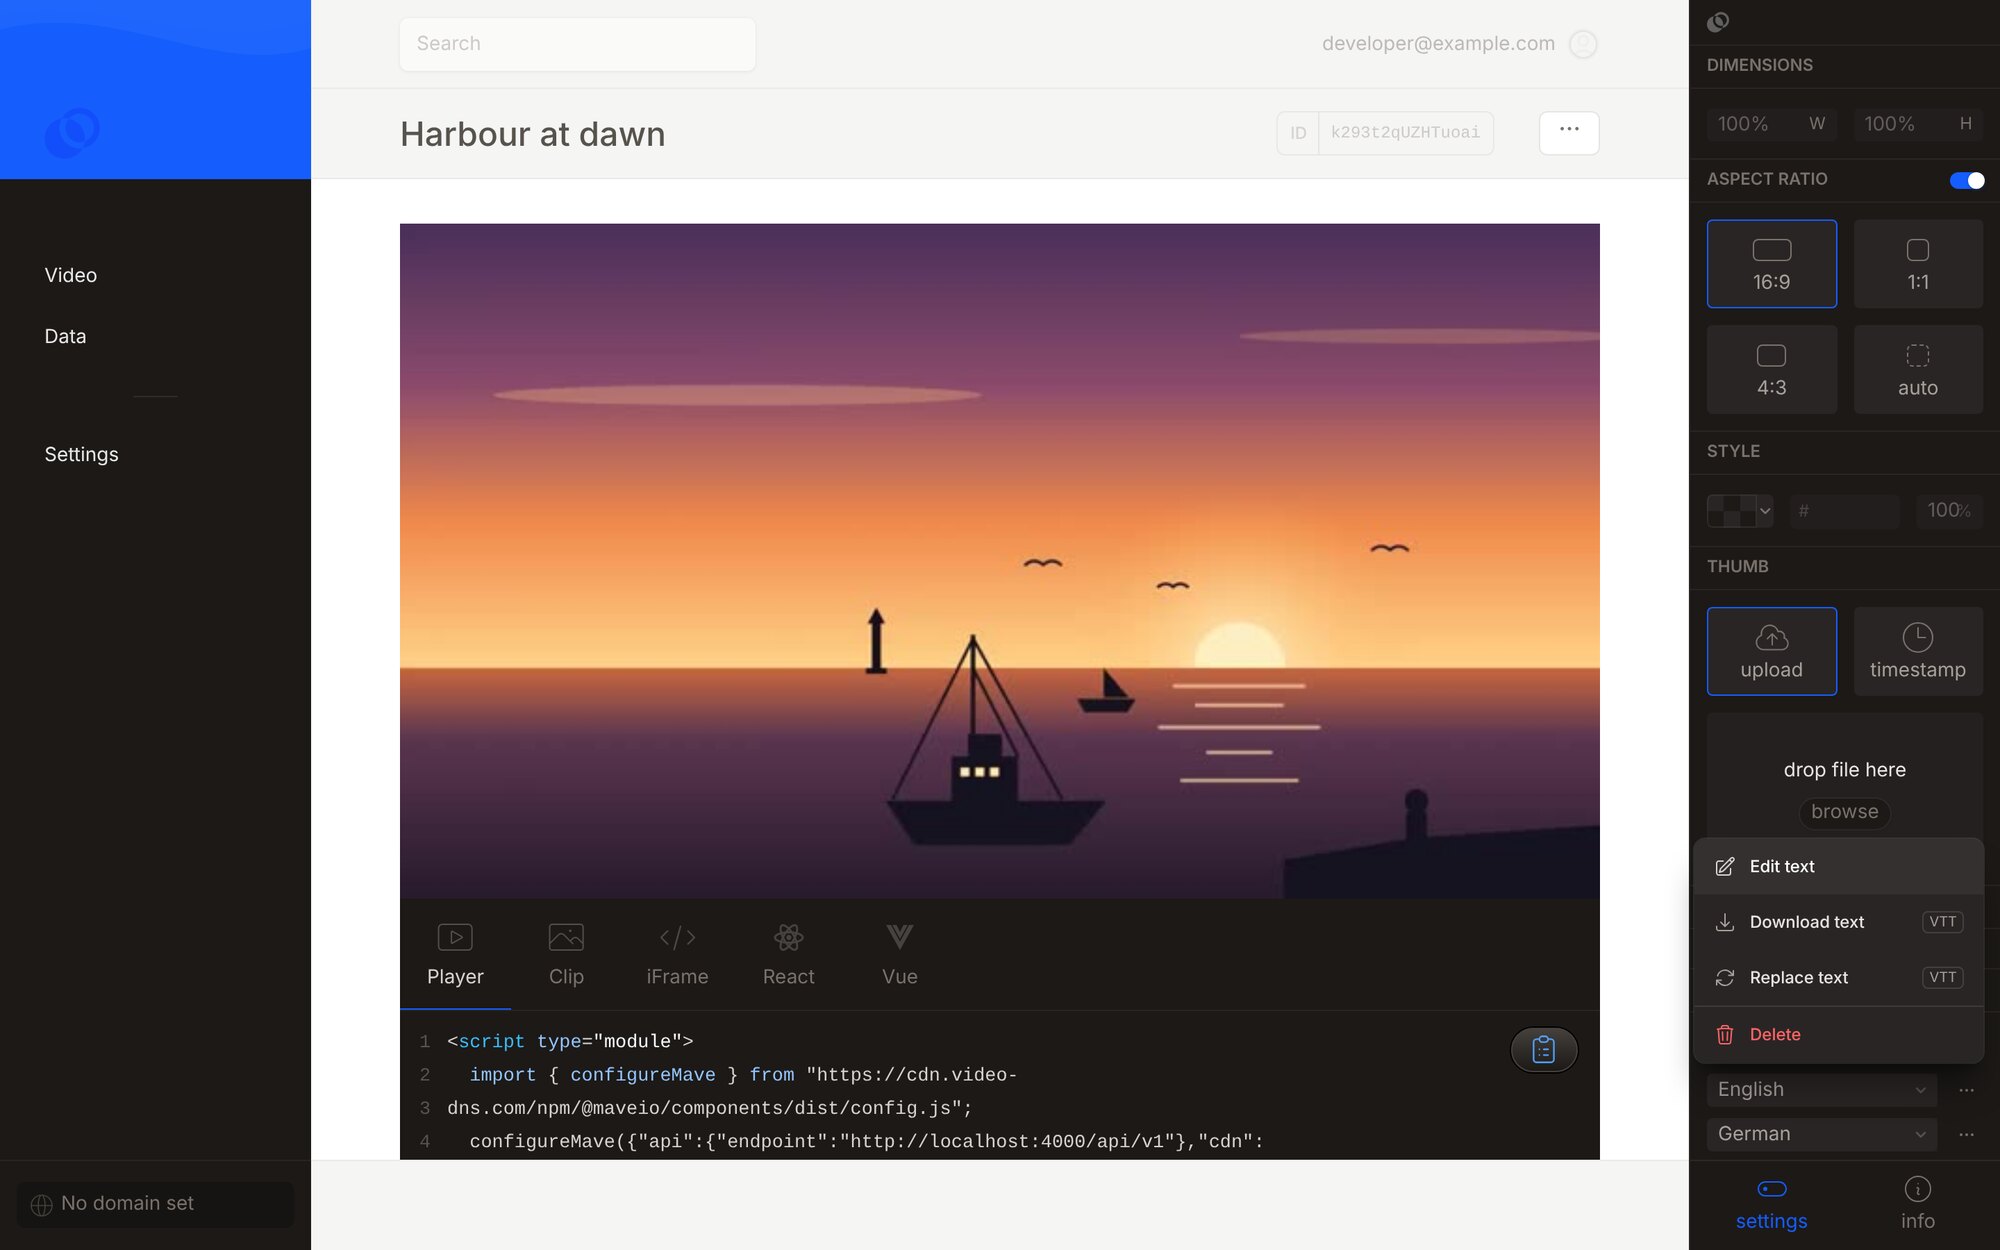 Search
developer@example.com
Harbour at dawn
ID k293t2qUZHTuoai
...
Video
Data
Settings
No domain set
Player
Clip
iFrame
React
Vue
1 <script type="module">
2 import { configureMave } from "https://cdn.video-
3 dns.com/npm/@maveio/components/dist/config.js";
4 configureMave({"api":{"endpoint":"http://localhost:4000/api/v1"},"cdn":
DIMENSIONS
100% W 100% H
ASPECT RATIO
16:9
1:1
4:3
auto
STYLE
# 100%
THUMB
upload
timestamp
drop file here
browse
Edit text
Download text VTT
Replace text VTT
Delete
English ...
German ...
settings
info